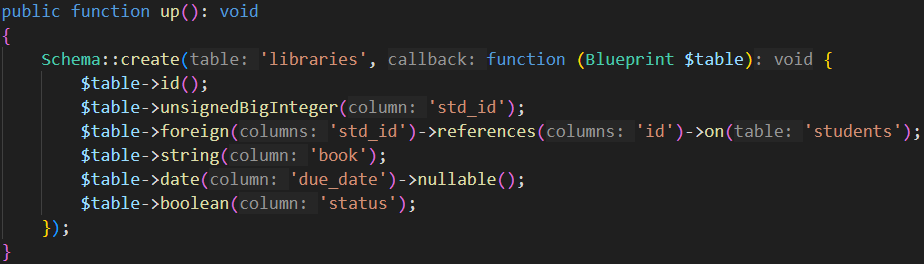 public function up(): void
{
    Schema::create(table: 'libraries', callback: function (Blueprint $table): void {
        $table->id();
        $table->unsignedBigInteger(column: 'std_id');
        $table->foreign(columns: 'std_id')->references(columns: 'id')->on(table: 'students');
        $table->string(column: 'book');
        $table->date(column: 'due_date')->nullable();
        $table->boolean(column: 'status');
    });
}